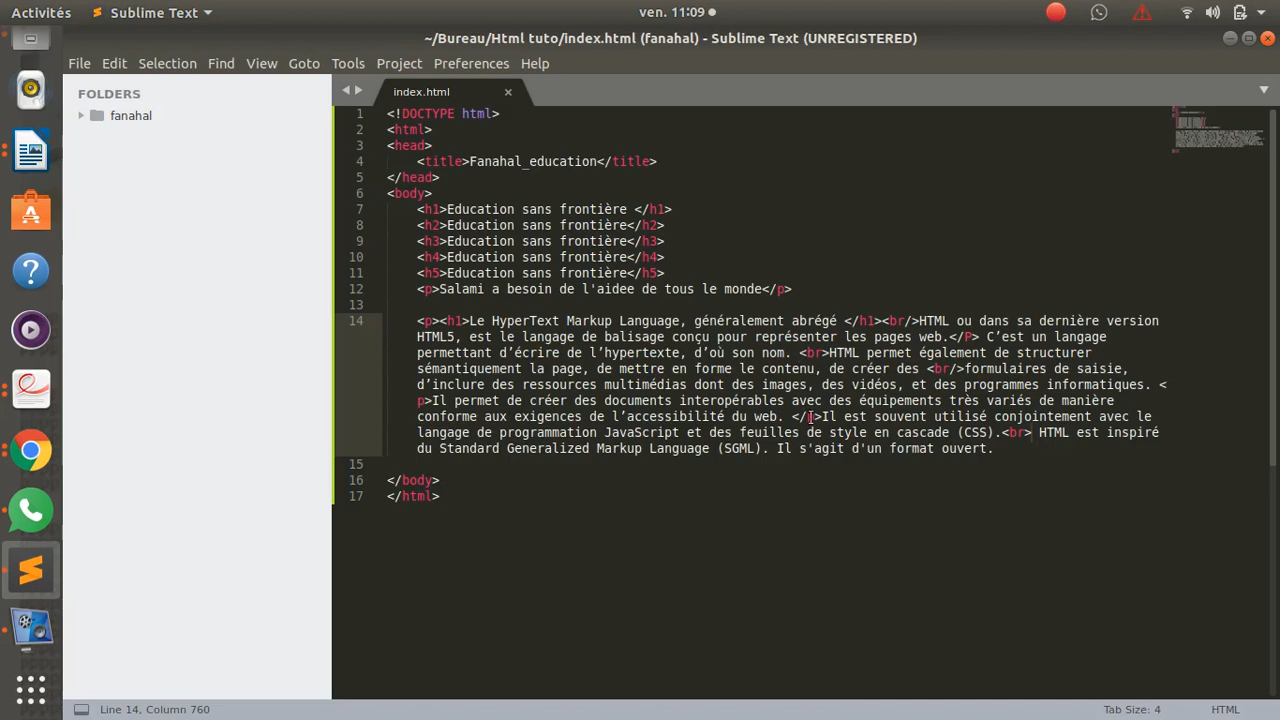 Activités Sublime Text ven. 11:09
~/Bureau/Html tuto/index.html (fanahal) - Sublime Text (UNREGISTERED)
File Edit Selection Find View Goto Tools Project Preferences Help
FOLDERS
fanahal
index.html
1 <!DOCTYPE html>
2 <html>
3 <head>
4 <title>Fanahal_education</title>
5 </head>
6 <body>
7 <h1>Education sans frontière </h1>
8 <h2>Education sans frontière</h2>
9 <h3>Education sans frontière</h3>
10 <h4>Education sans frontière</h4>
11 <h5>Education sans frontière</h5>
12 <p>Salami a besoin de l'aidee de tous le monde</p>
13
14 <p><h1>Le HyperText Markup Language, généralement abrégé </h1><br/>HTML ou dans sa dernière version
HTML5, est le langage de balisage conçu pour représenter les pages web.</P> C’est un langage
permettant d’écrire de l’hypertexte, d’où son nom. <br>HTML permet également de structurer
sémantiquement la page, de mettre en forme le contenu, de créer des <br/>formulaires de saisie,
d’inclure des ressources multimédias dont des images, des vidéos, et des programmes informatiques. <
p>Il permet de créer des documents interopérables avec des équipements très variés de manière
conforme aux exigences de l’accessibilité du web. </p>Il est souvent utilisé conjointement avec le
langage de programmation JavaScript et des feuilles de style en cascade (CSS).<br> HTML est inspiré
du Standard Generalized Markup Language (SGML). Il s'agit d'un format ouvert.
15
16 </body>
17 </html>
Line 14, Column 760 Tab Size: 4 HTML